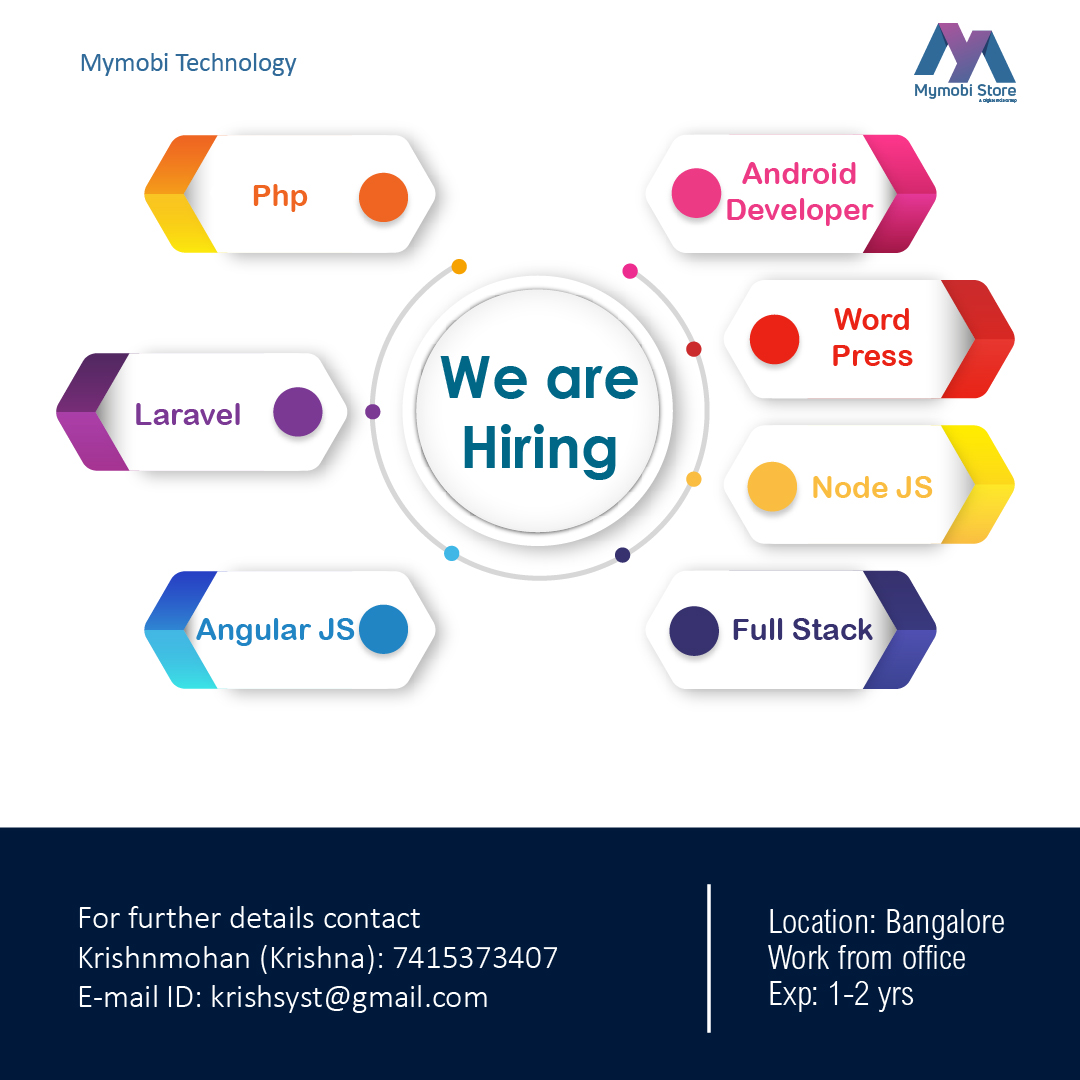 Mymobi Technology
Mymobi Store
Php
Android
Developer
Word
Press
We are
Hiring
Laravel
Node JS
Angular JS
Full Stack
For further details contact
Krishnmohan (Krishna): 7415373407
E-mail ID: krishsyst@gmail.com
Location: Bangalore
Work from office
Exp: 1-2 yrs